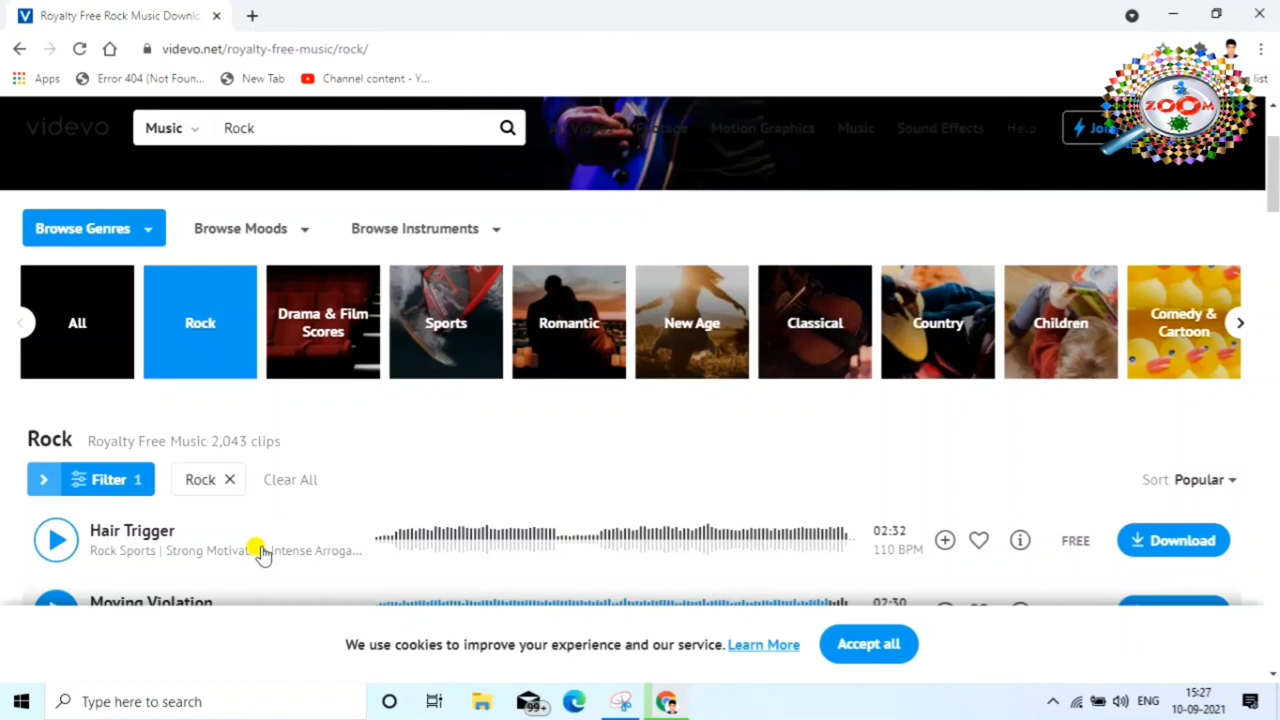 Royalty Free Rock Music Downlo
videvo.net/royalty-free-music/rock/
Apps Error 404 (Not Foun... New Tab Channel content - Y... list
ZOOM
videvo Music Rock Footage Motion Graphics Music Sound Effects Help Join
Browse Genres Browse Moods Browse Instruments
All Rock Drama & Film Scores Sports Romantic New Age Classical Country Children Comedy & Cartoon
Rock Royalty Free Music 2,043 clips
Filter 1 Rock Clear All Sort Popular
Hair Trigger 02:32
Rock Sports | Strong Motivat Intense Arroga... 110 BPM FREE Download
Moving Violation 02:30
We use cookies to improve your experience and our service. Learn More Accept all
Type here to search 99+ ENG 15:27
10-09-2021